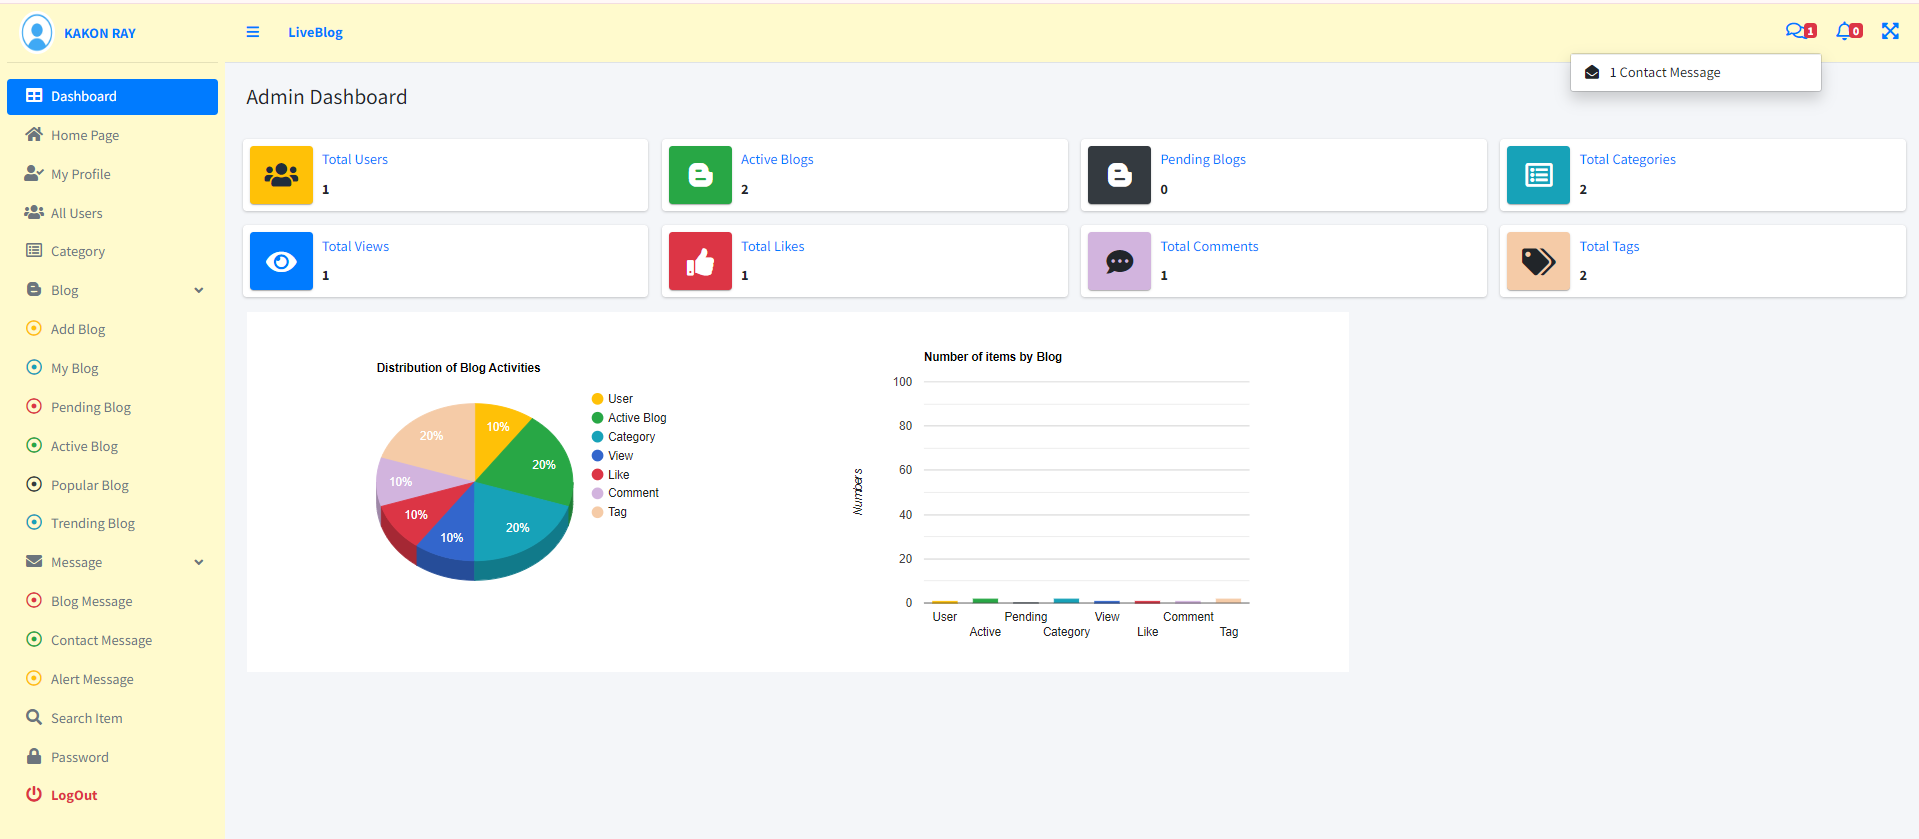 KAKON RAY
LiveBlog
1
0
1 Contact Message
Dashboard
Home Page
My Profile
All Users
Category
Blog
Add Blog
My Blog
Pending Blog
Active Blog
Popular Blog
Trending Blog
Message
Blog Message
Contact Message
Alert Message
Search Item
Password
LogOut
Admin Dashboard
Total Users
1
Active Blogs
2
Pending Blogs
0
Total Categories
2
Total Views
1
Total Likes
1
Total Comments
1
Total Tags
2
Distribution of Blog Activities
10%
20%
20%
10%
10%
10%
20%
User
Active Blog
Category
View
Like
Comment
Tag
Number of items by Blog
Numbers
100
80
60
40
20
0
User
Active
Pending
Category
View
Like
Comment
Tag